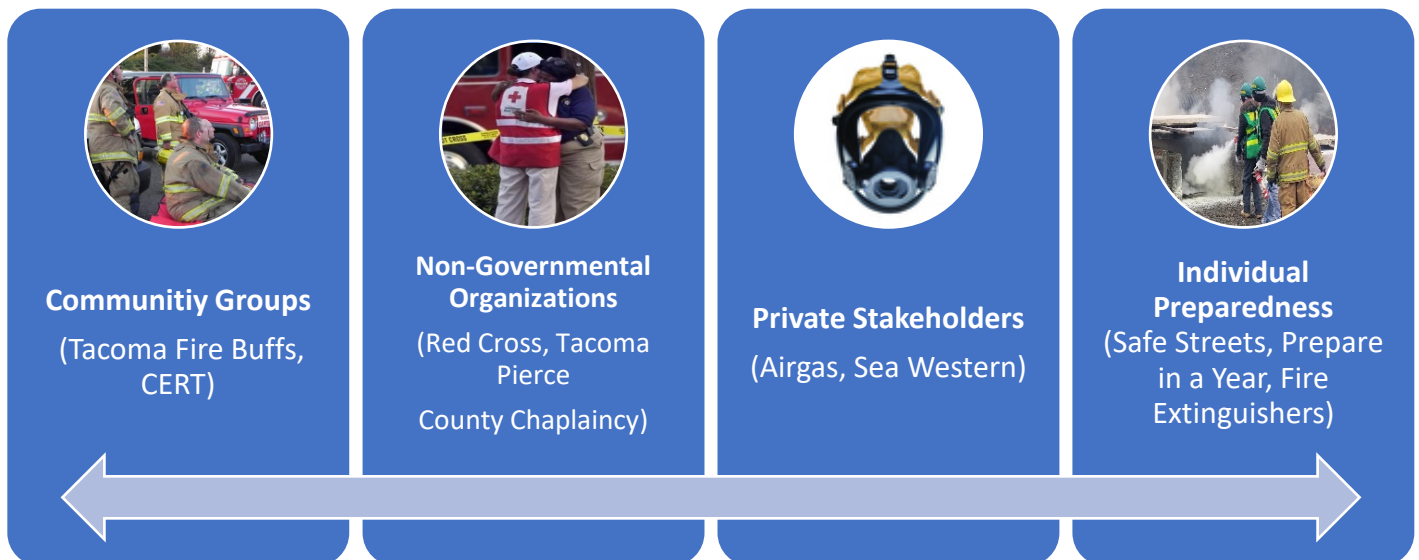 Communitiy Groups
(Tacoma Fire Buffs,
CERT)
Non-Governmental
Organizations
(Red Cross, Tacoma
Pierce
County Chaplaincy)
Private Stakeholders
(Airgas, Sea Western)
Individual
Preparedness
(Safe Streets, Prepare
in a Year, Fire
Extinguishers)